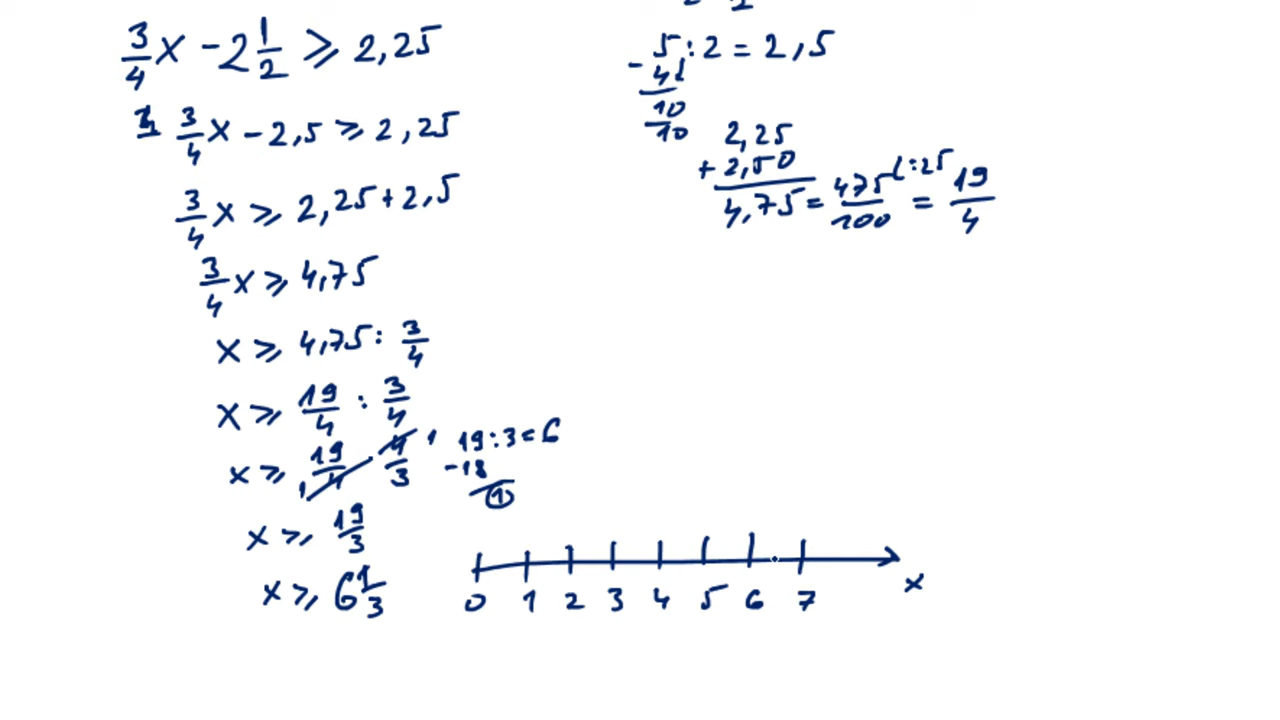 3/4 x - 2 1/2 ⩾ 2,25
3/4 x - 2,5 ⩾ 2,25
3/4 x ⩾ 2,25 + 2,5
3/4 x ⩾ 4,75
x ⩾ 4,75 : 3/4
x ⩾ 19/4 : 3/4
x ⩾ 19/4 · 4/3
1 1
x ⩾ 19/3
x ⩾ 6 1/3
5 : 2 = 2,5
- 4
10
10
2,25
+ 2,50
4,75 = 475/100 (:25 = 19/4
19 : 3 = 6
- 18
1
0 1 2 3 4 5 6 7 x